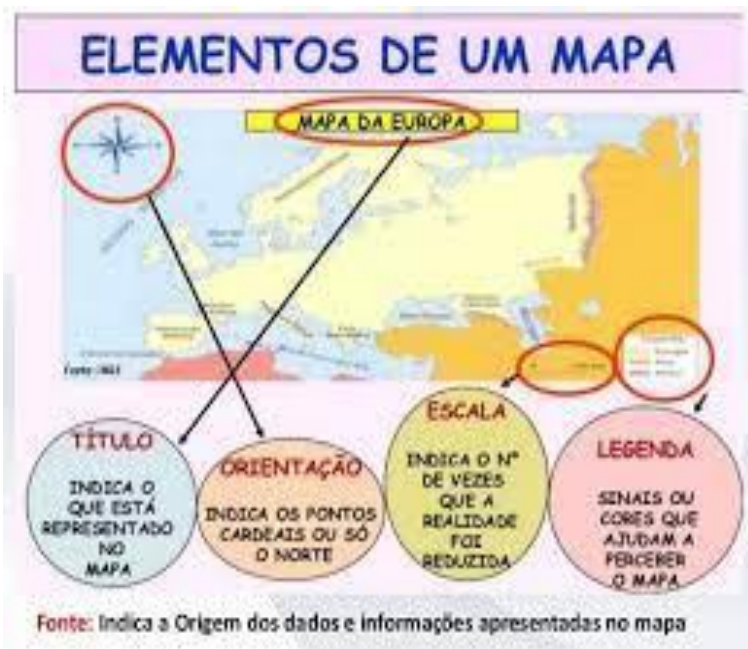 ELEMENTOS DE UM MAPA
MAPA DA EUROPA
TÍTULO
INDICA O
QUE ESTÁ
REPRESENTADO
NO
MAPA
ORIENTAÇÃO
INDICA OS PONTOS
CARDEAIS OU SÓ
O NORTE
ESCALA
INDICA O Nº
DE VEZES
QUE A
REALIDADE
FOI
REDUZIDA
LEGENDA
SINAIS OU
CORES QUE
AJUDAM A
PERCEBER
O MAPA
Fonte: Indica a Origem dos dados e informações apresentadas no mapa